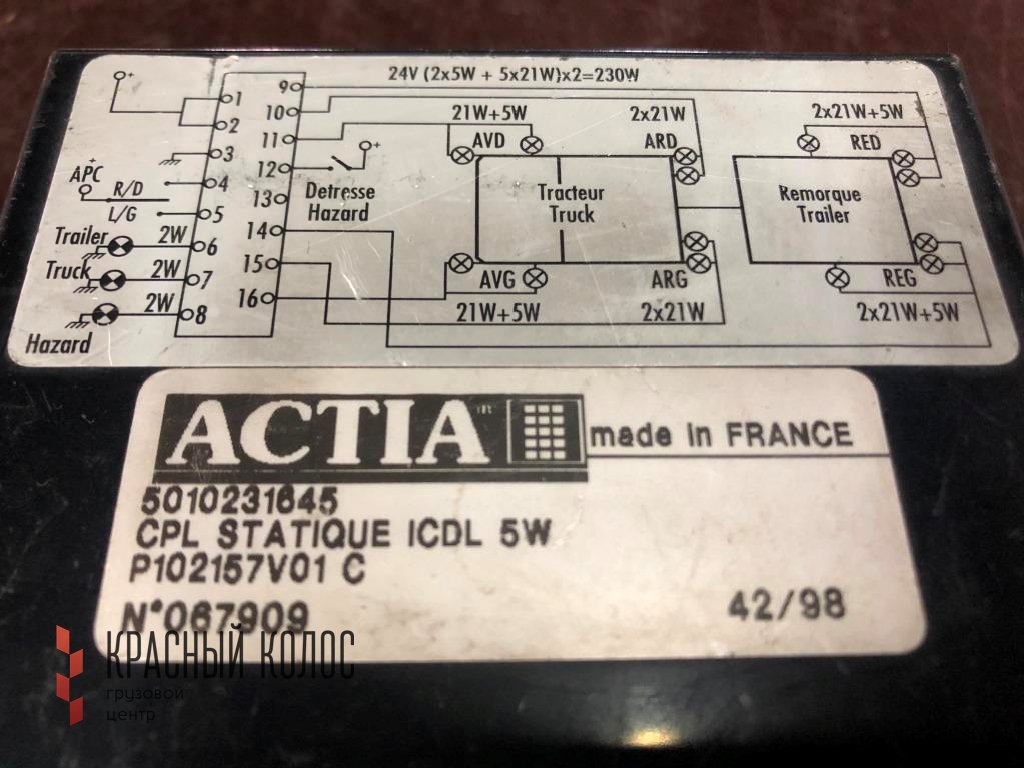 24V (2x5W + 5x21W)x2=230W
+
1
2
3
4
5
6
7
8
9
10
11
12
13
14
15
16
+
APC
R/D
L/G
Trailer
2W
Truck
2W
2W
Hazard
+
Detresse
Hazard
21W+5W
AVD
2x21W
ARD
2x21W+5W
RED
Tracteur
Truck
Remorque
Trailer
AVG
21W+5W
ARG
2x21W
REG
2x21W+5W
ACTIA
made in FRANCE
5010231645
CPL STATIQUE ICDL 5W
P102157V01 C
N°067909
42/98
КРАСНЫЙ КОЛОС
грузовой
центр